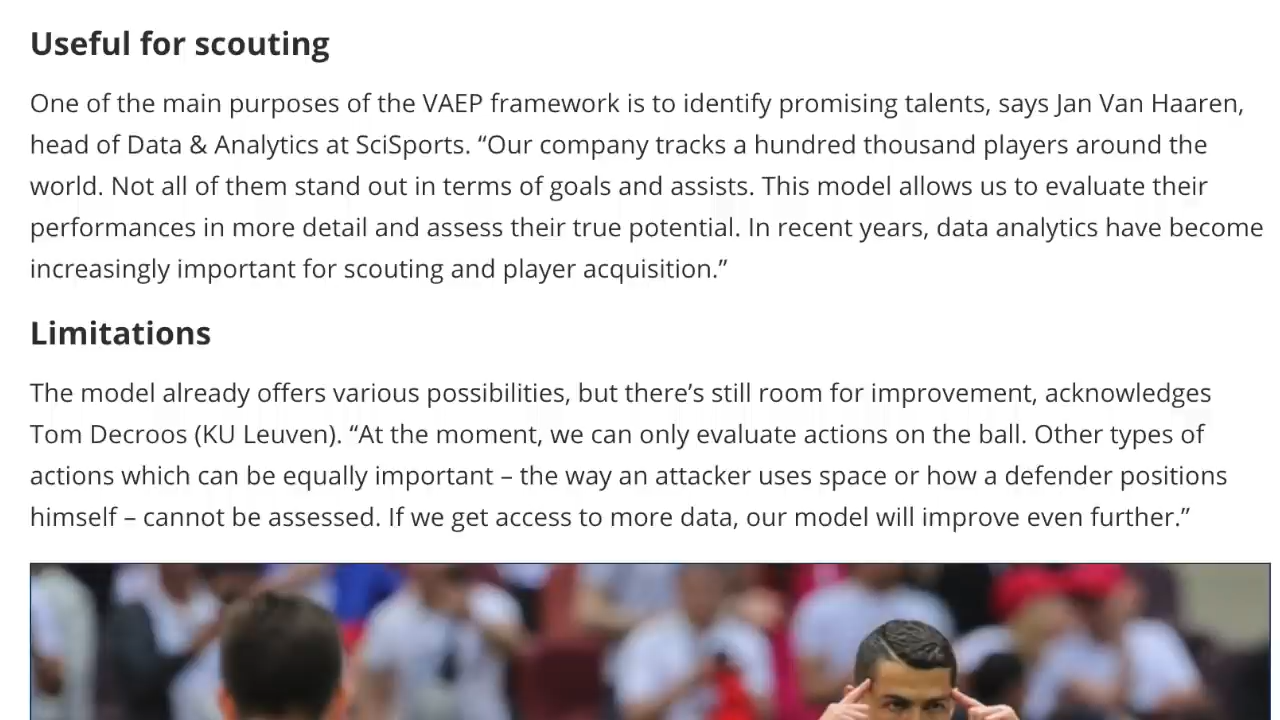 Useful for scouting
One of the main purposes of the VAEP framework is to identify promising talents, says Jan Van Haaren,
head of Data & Analytics at SciSports. “Our company tracks a hundred thousand players around the
world. Not all of them stand out in terms of goals and assists. This model allows us to evaluate their
performances in more detail and assess their true potential. In recent years, data analytics have become
increasingly important for scouting and player acquisition.”
Limitations
The model already offers various possibilities, but there’s still room for improvement, acknowledges
Tom Decroos (KU Leuven). “At the moment, we can only evaluate actions on the ball. Other types of
actions which can be equally important – the way an attacker uses space or how a defender positions
himself – cannot be assessed. If we get access to more data, our model will improve even further.”